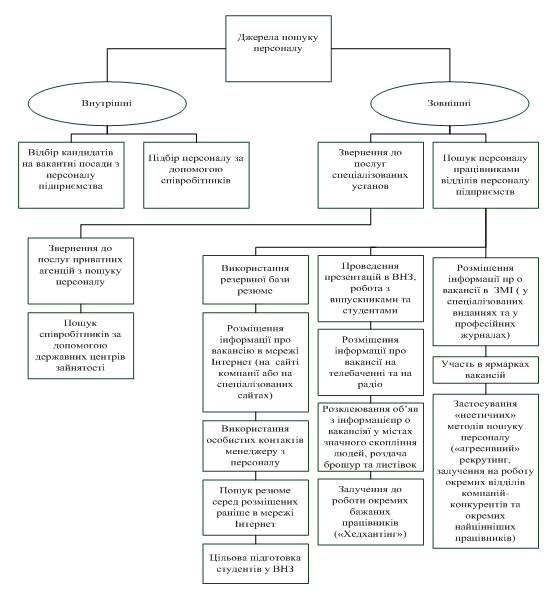 Джерела пошуку
персоналу
Внутрішні
Зовнішні
Відбір кандидатів
на вакантні посади з
персоналу
підприємства
Підбір персоналу за
допомогою
співробітників
Звернення до
послуг
спеціалізованих
установ
Пошук персоналу
працівниками
відділів персоналу
підприємств
Звернення до
послуг приватних
агенцій з пошуку
персоналу
Пошук
співробітників за
допомогою
державних центрів
зайнятості
Використання
резервної бази
резюме
Розміщення
інформації про
вакансію в мережі
Інтернет (на сайті
компанії або на
спеціалізованих
сайтах)
Використання
особистих контактів
менеджеру з
персоналу
Пошук резюме
серед розміщених
раніше в мережі
Інтернет
Цільова підготовка
студентів у ВНЗ
Проведення
презентацій в ВНЗ,
робота з
випускниками та
студентами
Розміщення
інформації про
вакансії на
телебаченні та на
радіо
Розклеювання об’яв
з інформацієпр о
вакансіяї у містах
значного скопління
людей, роздача
брошур та листівок
Залучення до
роботи окремих
бажаних
працівників
(«Хедхантінг»)
Розміщення
інформації пр о
вакансії в ЗМІ ( у
спеціалізованих
виданнях та у
професійних
журналах)
Участь в ярмарках
вакансій
Застосування
«неетичних»
методів пошуку
персоналу
(«агресивний»
рекрутинг,
залучення на роботу
окремих відділів
компаній-
конкурентів та
окремих
найцінніших
працівників)